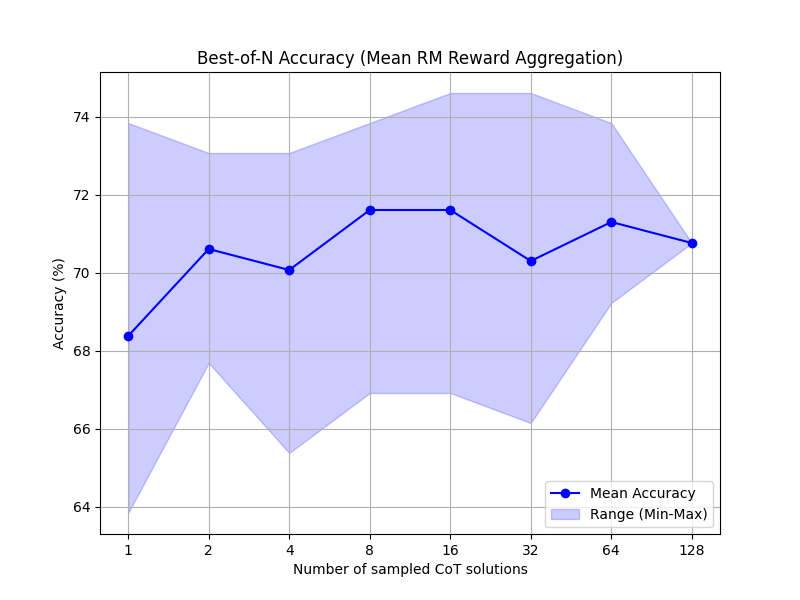 Best-of-N Accuracy (Mean RM Reward Aggregation)
Accuracy (%)
74
72
70
68
66
64
1 2 4 8 16 32 64 128
Number of sampled CoT solutions
Mean Accuracy
Range (Min-Max)